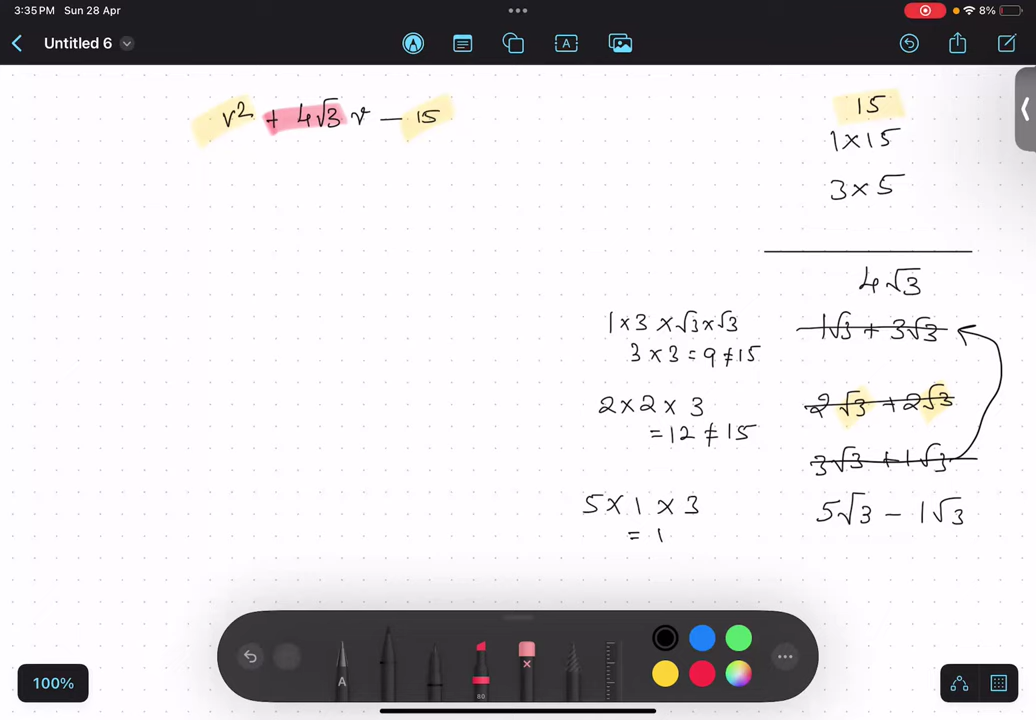 3:35 PM Sun 28 Apr
8%
Untitled 6
A
v² + 4√3 v − 15
15
1 × 15
3 × 5
4√3
1 × 3 × √3 × √3
1√3 + 3√3
3 × 3 = 9 ≠ 15
2 × 2 × 3
2√3 + 2√3
= 12 ≠ 15
3√3 + 1√3
5 × 1 × 3
5√3 − 1√3
= 1
A
80
100%